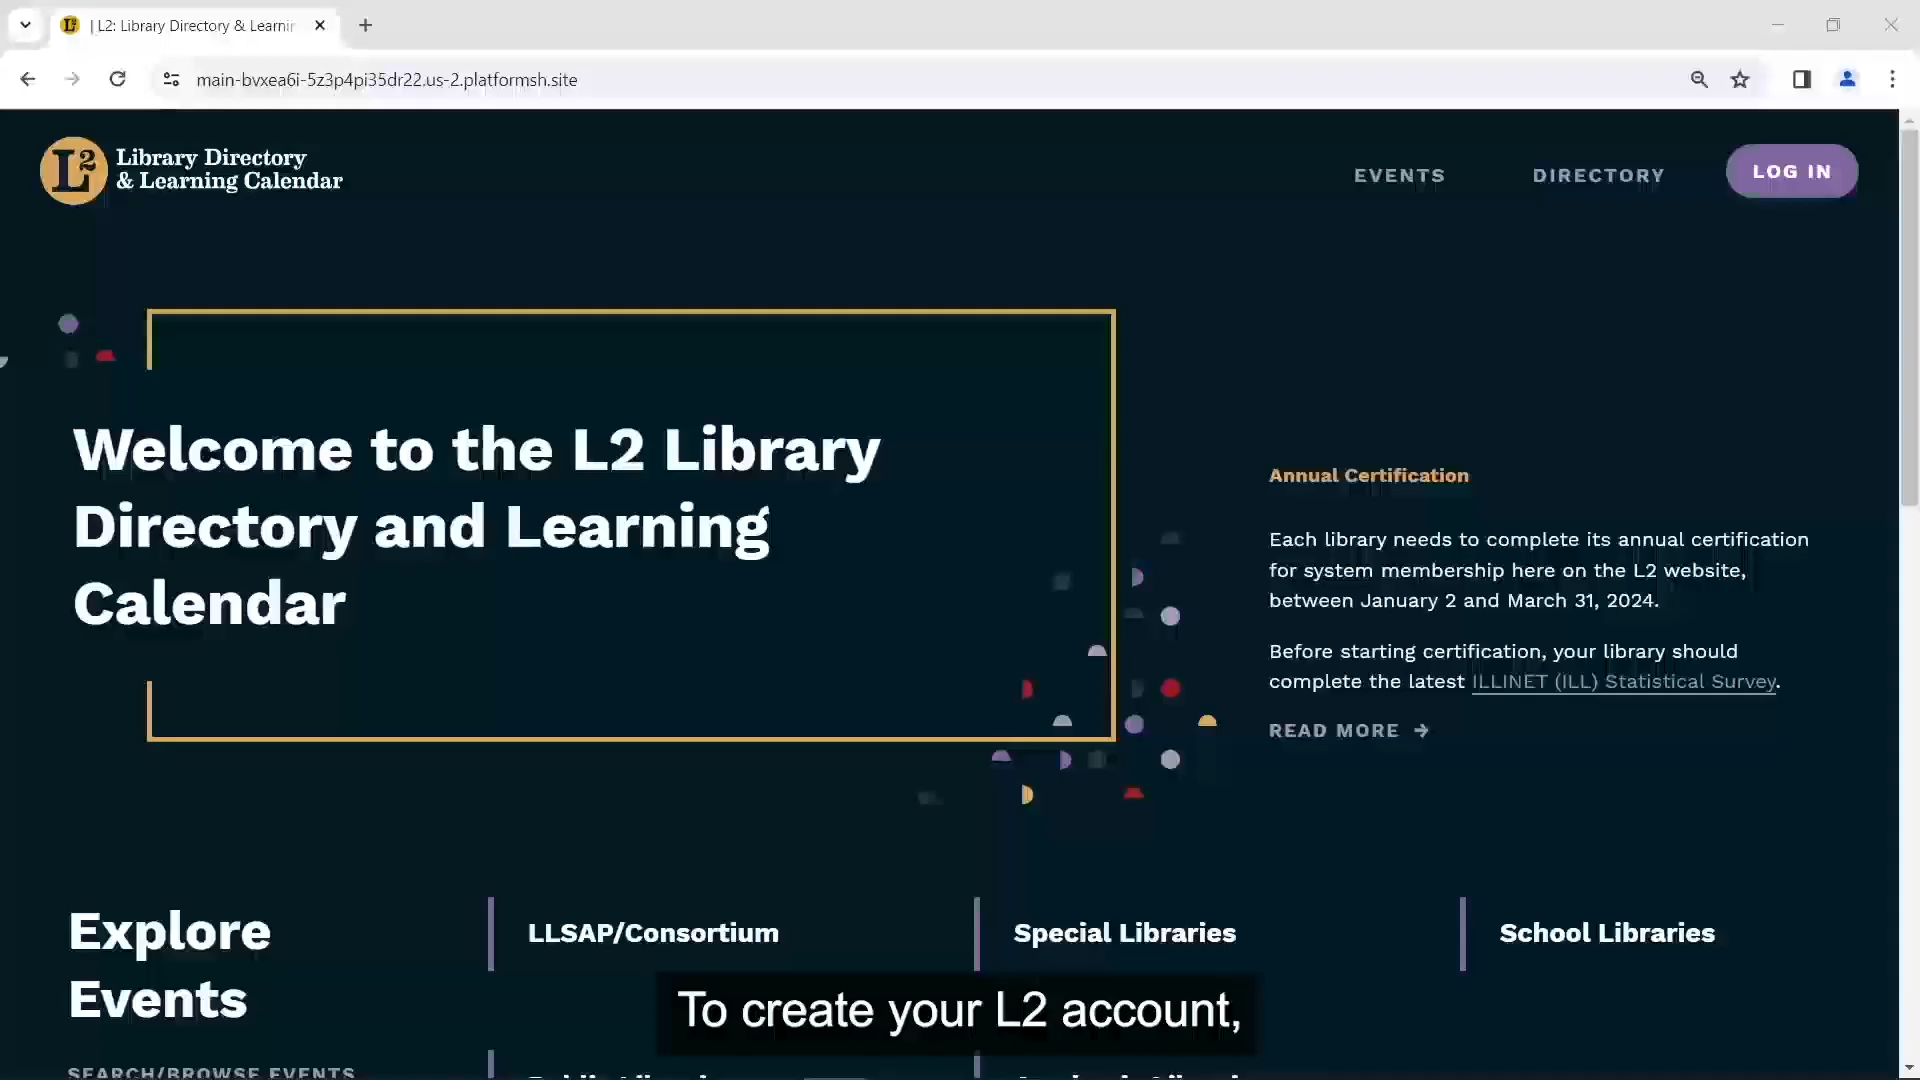 | L2: Library Directory & Learnin
main-bvxea6i-5z3p4pi35dr22.us-2.platformsh.site
L2
Library Directory
& Learning Calendar
EVENTS
DIRECTORY
LOG IN
Welcome to the L2 Library
Directory and Learning
Calendar
Annual Certification
Each library needs to complete its annual certification
for system membership here on the L2 website,
between January 2 and March 31, 2024.
Before starting certification, your library should
complete the latest ILLINET (ILL) Statistical Survey.
READ MORE →
Explore
Events
LLSAP/Consortium
Special Libraries
School Libraries
SEARCH/BROWSE EVENTS
To create your L2 account,